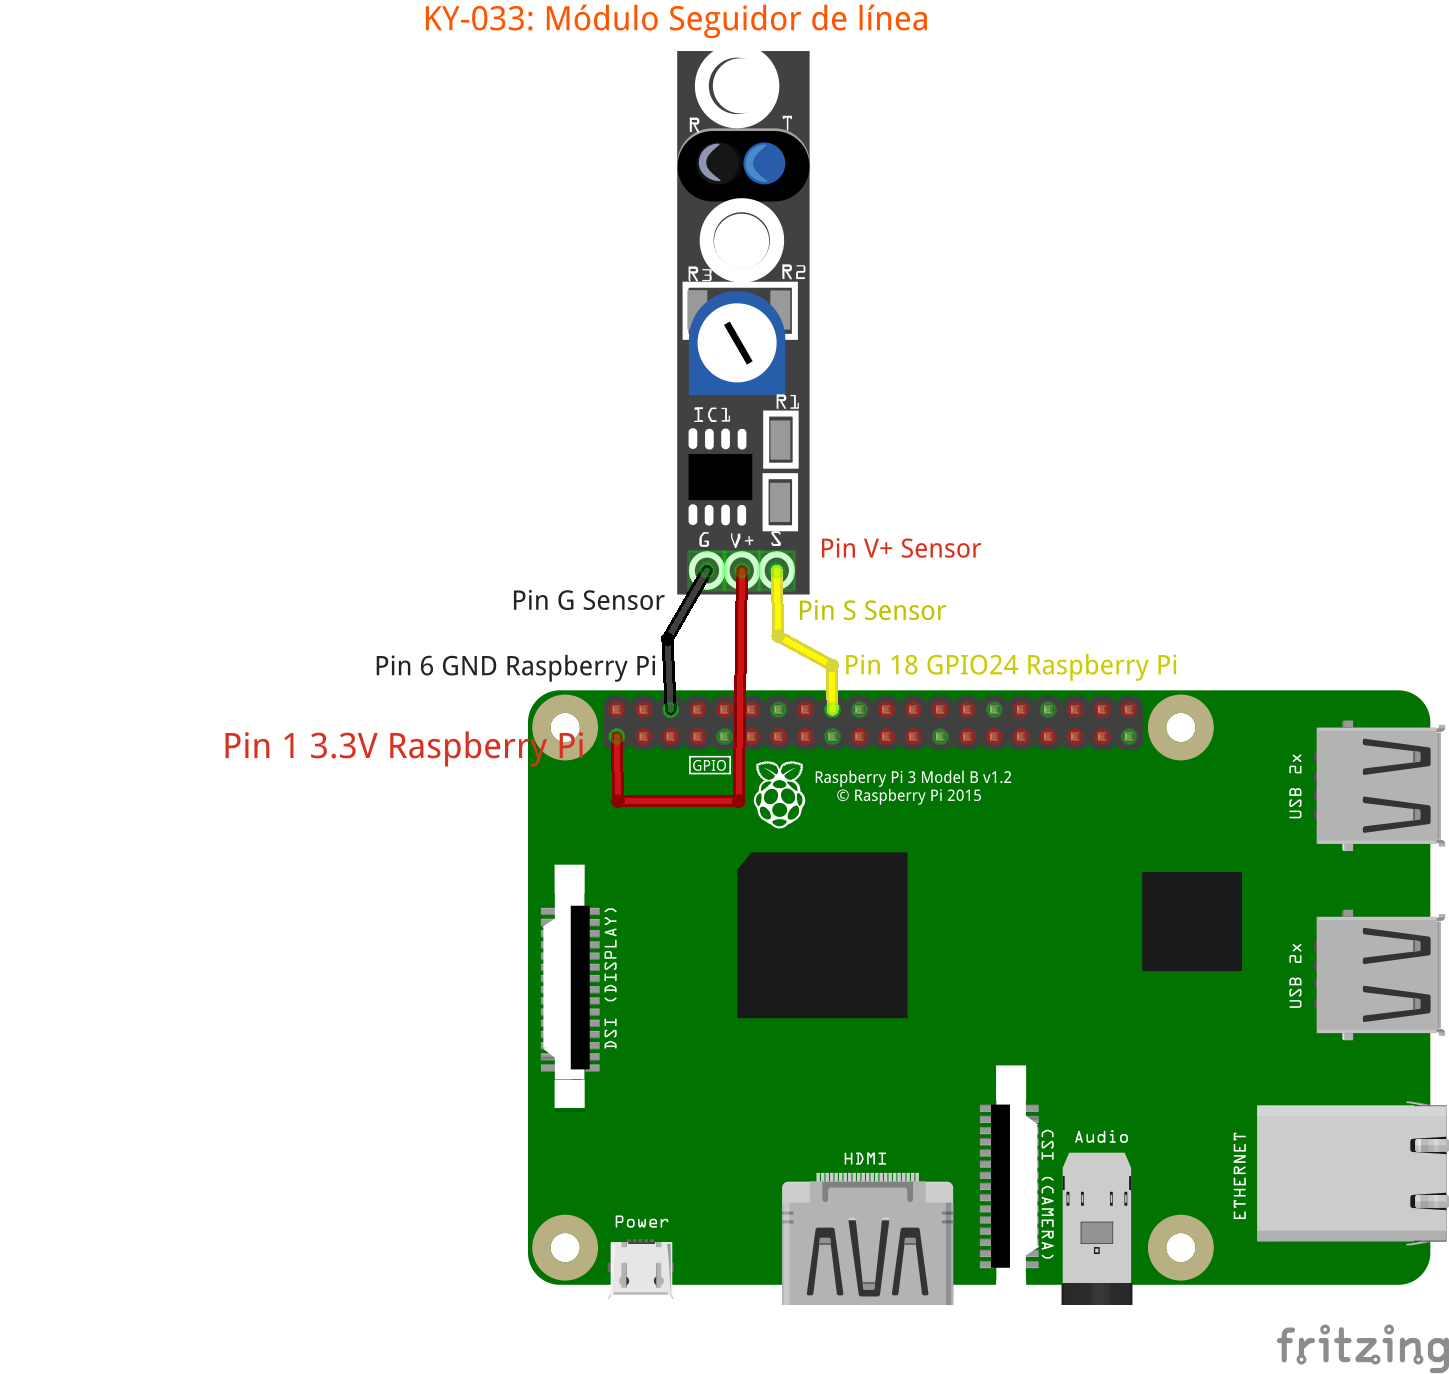 KY-033: Módulo Seguidor de línea
R T
R3 R2
R1
IC1
G V+ S
Pin V+ Sensor
Pin G Sensor
Pin S Sensor
Pin 6 GND Raspberry Pi
Pin 18 GPIO24 Raspberry Pi
Pin 1 3.3V Raspberry Pi
GPIO
Raspberry Pi 3 Model B v1.2
© Raspberry Pi 2015
USB 2x
DSI (DISPLAY)
USB 2x
CSI (CAMERA)
Audio
ETHERNET
HDMI
Power
fritzing